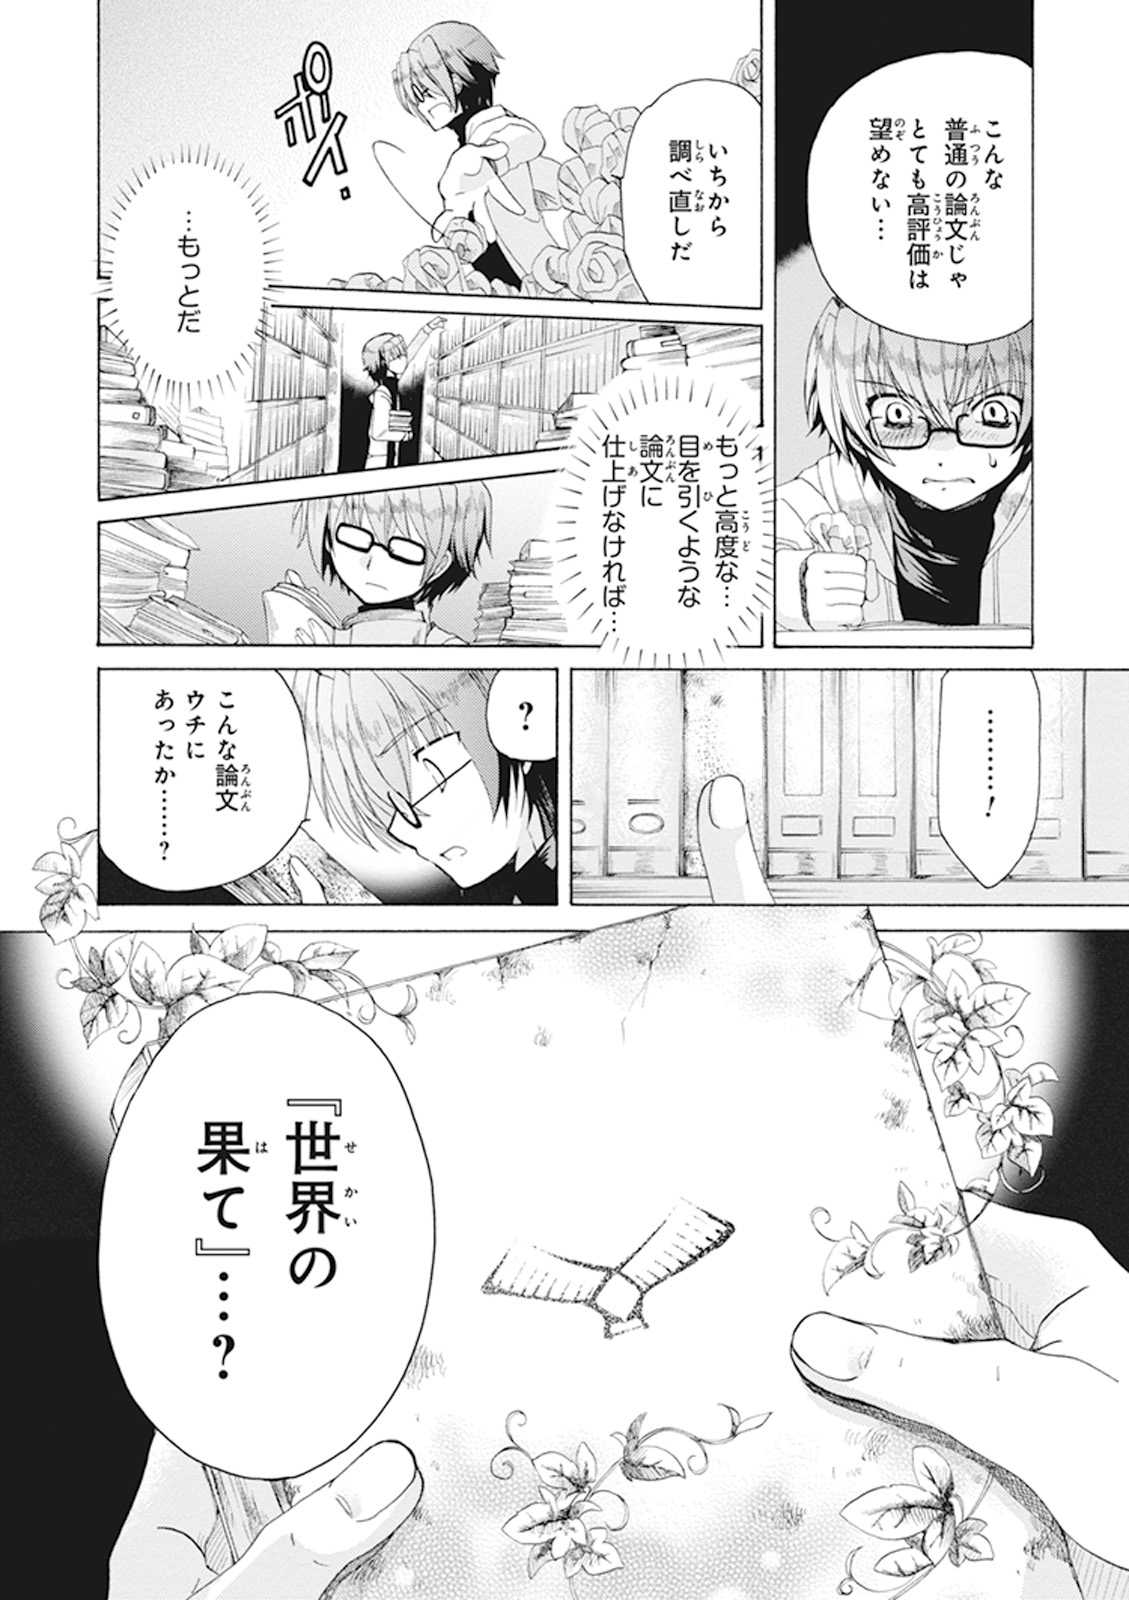 こんな
普通の論文じゃ
とても高評価は
望めない…
いちから
調べ直しだ
ポイ。
…もっとだ
もっと高度な…
目を引くような
論文に
仕上げなければ…
………！
？
こんな論文
ウチに
あったか………？
『世界の
果て』…？